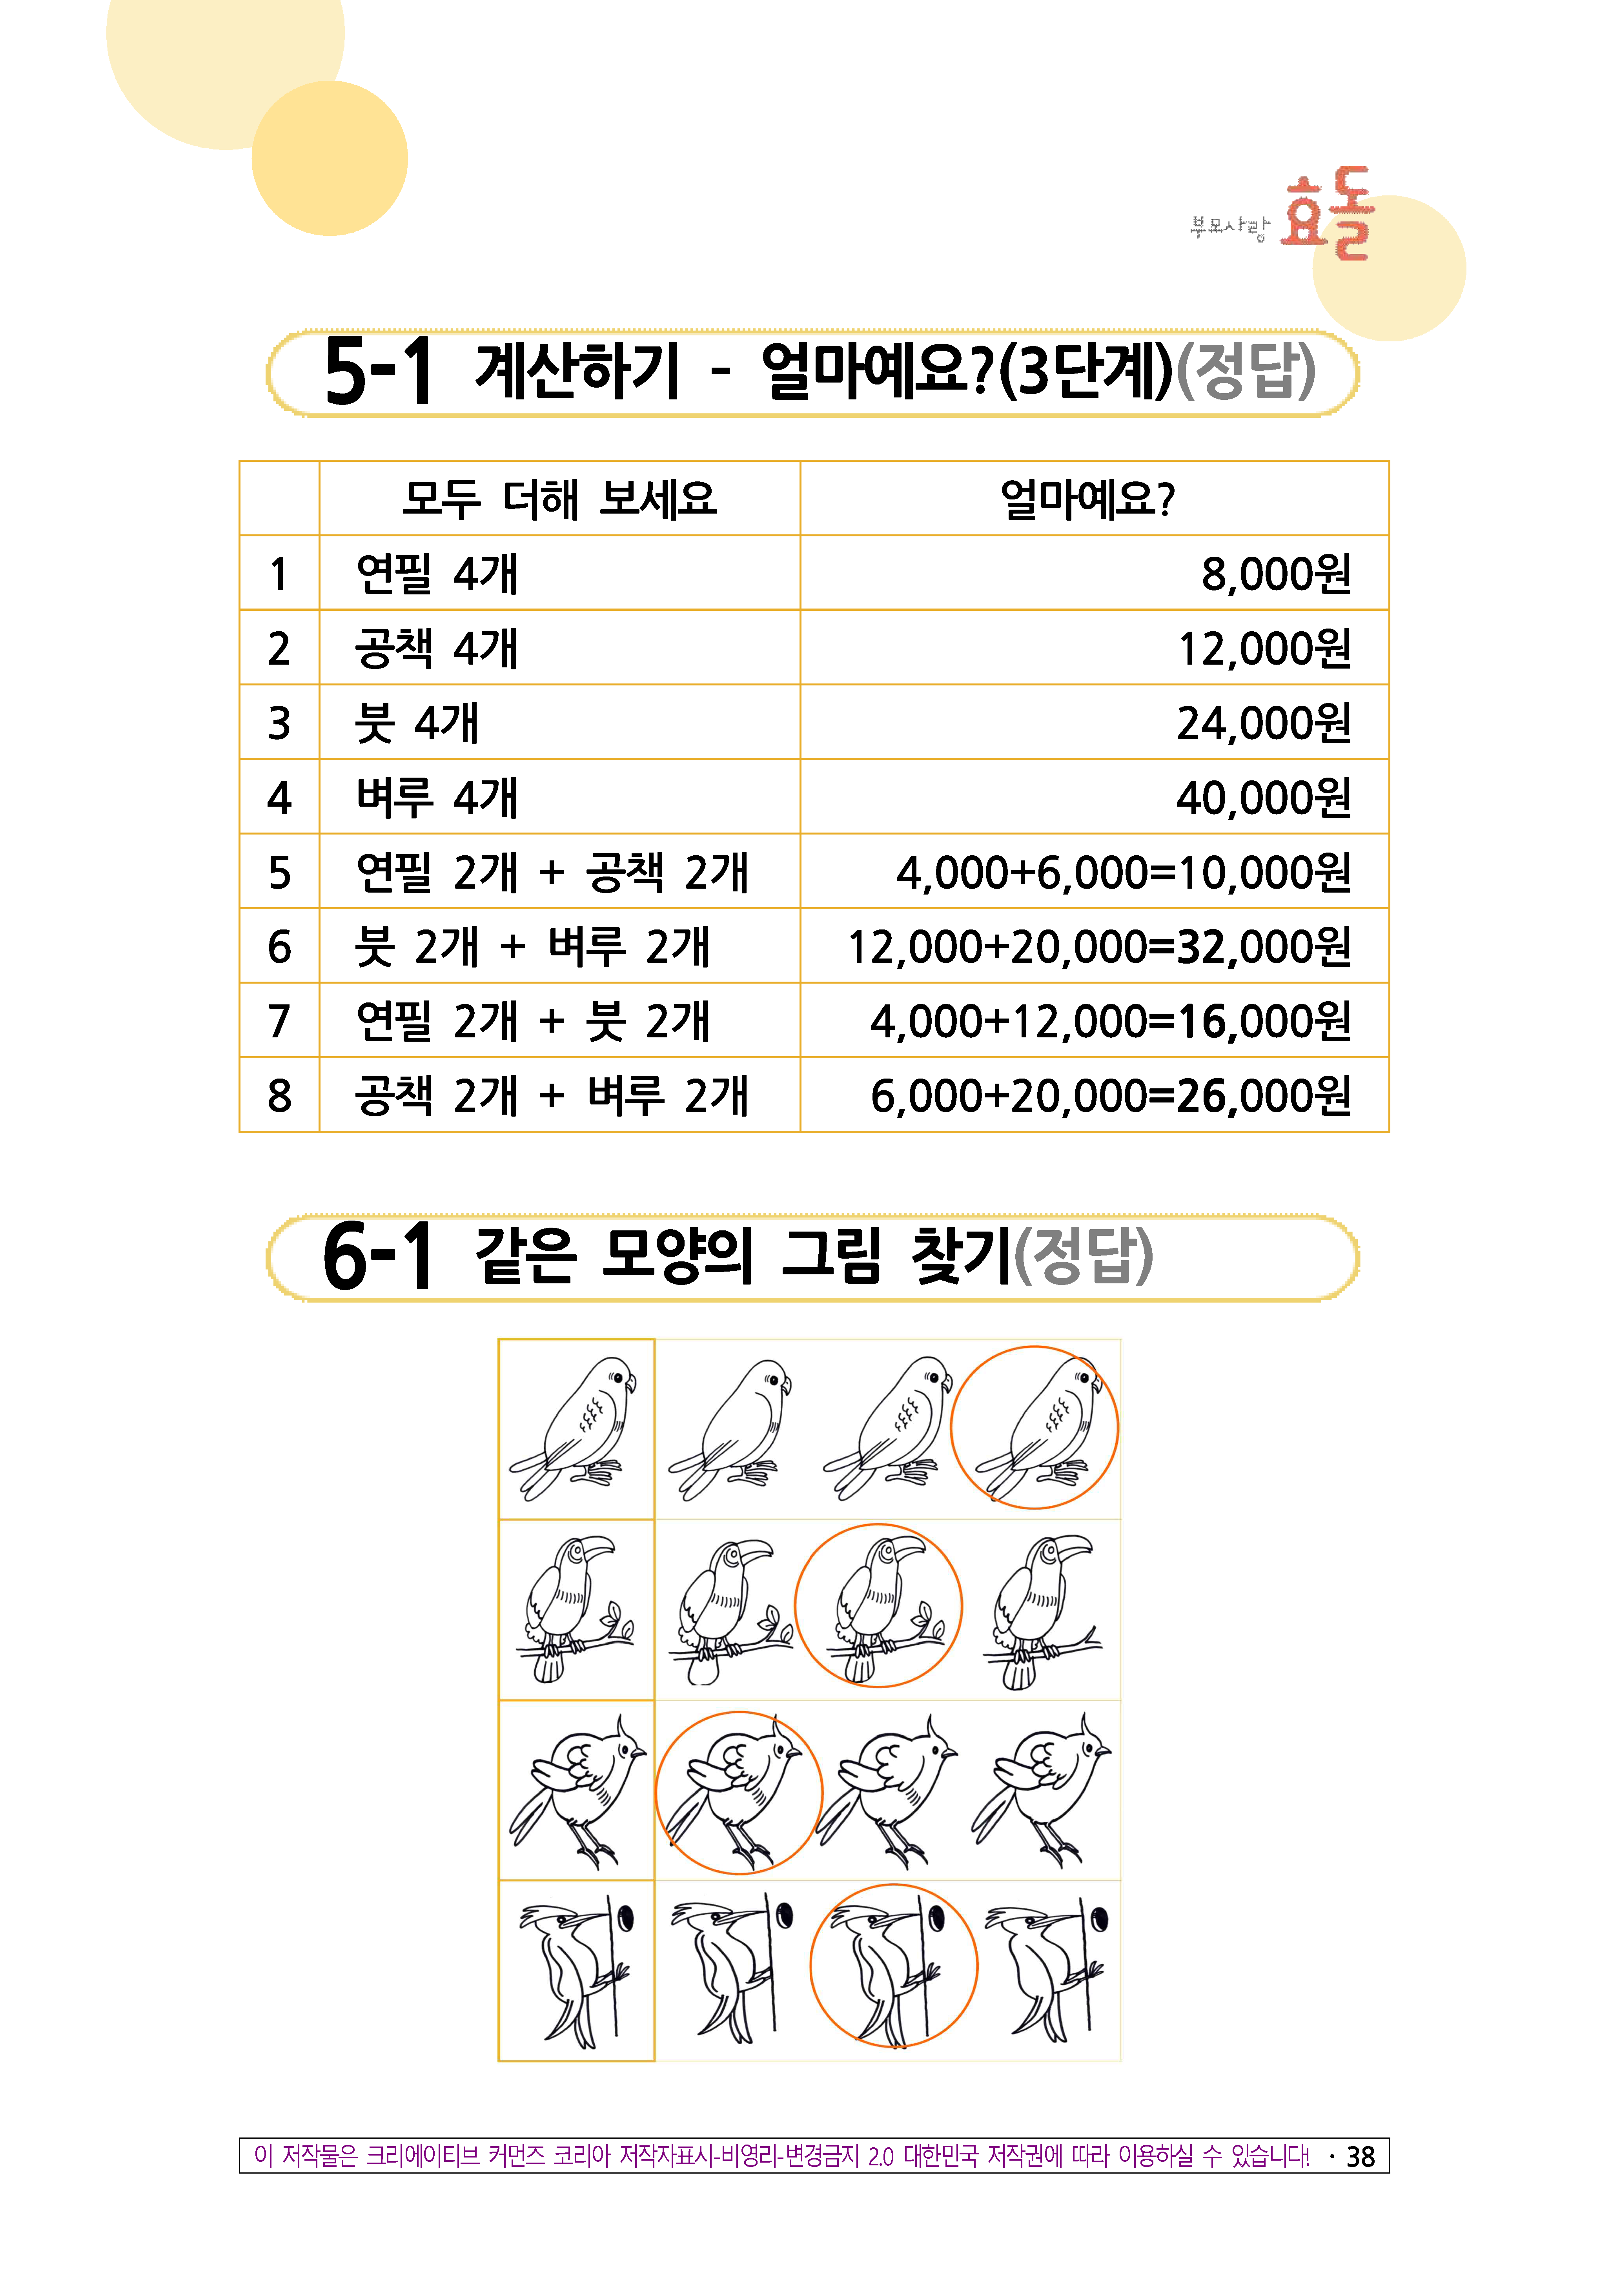 부모사랑 효돌
5-1 계산하기 - 얼마예요?(3단계)(정답)
모두 더해 보세요 얼마예요?
1 연필 4개 8,000원
2 공책 4개 12,000원
3 붓 4개 24,000원
4 벼루 4개 40,000원
5 연필 2개 + 공책 2개 4,000+6,000=10,000원
6 붓 2개 + 벼루 2개 12,000+20,000=32,000원
7 연필 2개 + 붓 2개 4,000+12,000=16,000원
8 공책 2개 + 벼루 2개 6,000+20,000=26,000원
6-1 같은 모양의 그림 찾기(정답)
이 저작물은 크리에이티브 커먼즈 코리아 저작자표시-비영리-변경금지 2.0 대한민국 저작권에 따라 이용하실 수 있습니다! · 38